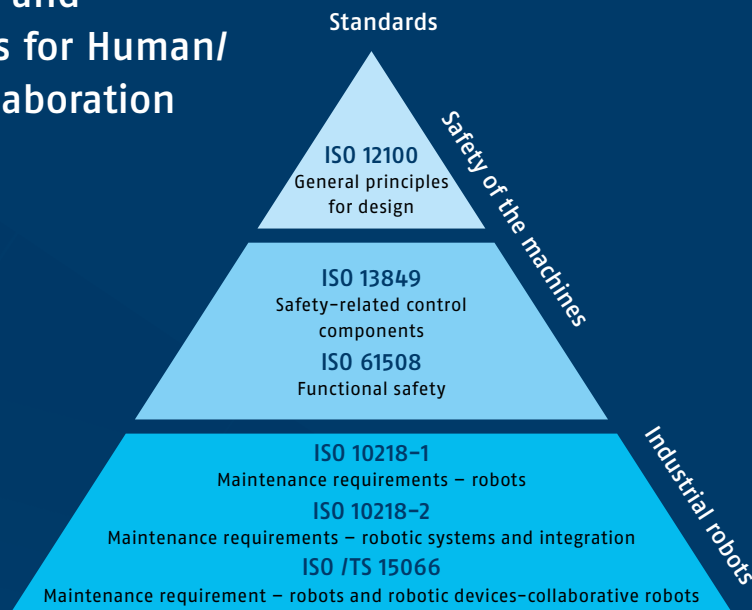 and
s for Human/
aboration
Standards
ISO 12100
General principles
for design
Safety of the machines
ISO 13849
Safety-related control
components
ISO 61508
Functional safety
Industrial robots
ISO 10218-1
Maintenance requirements – robots
ISO 10218-2
Maintenance requirements – robotic systems and integration
ISO /TS 15066
Maintenance requirement – robots and robotic devices-collaborative robots